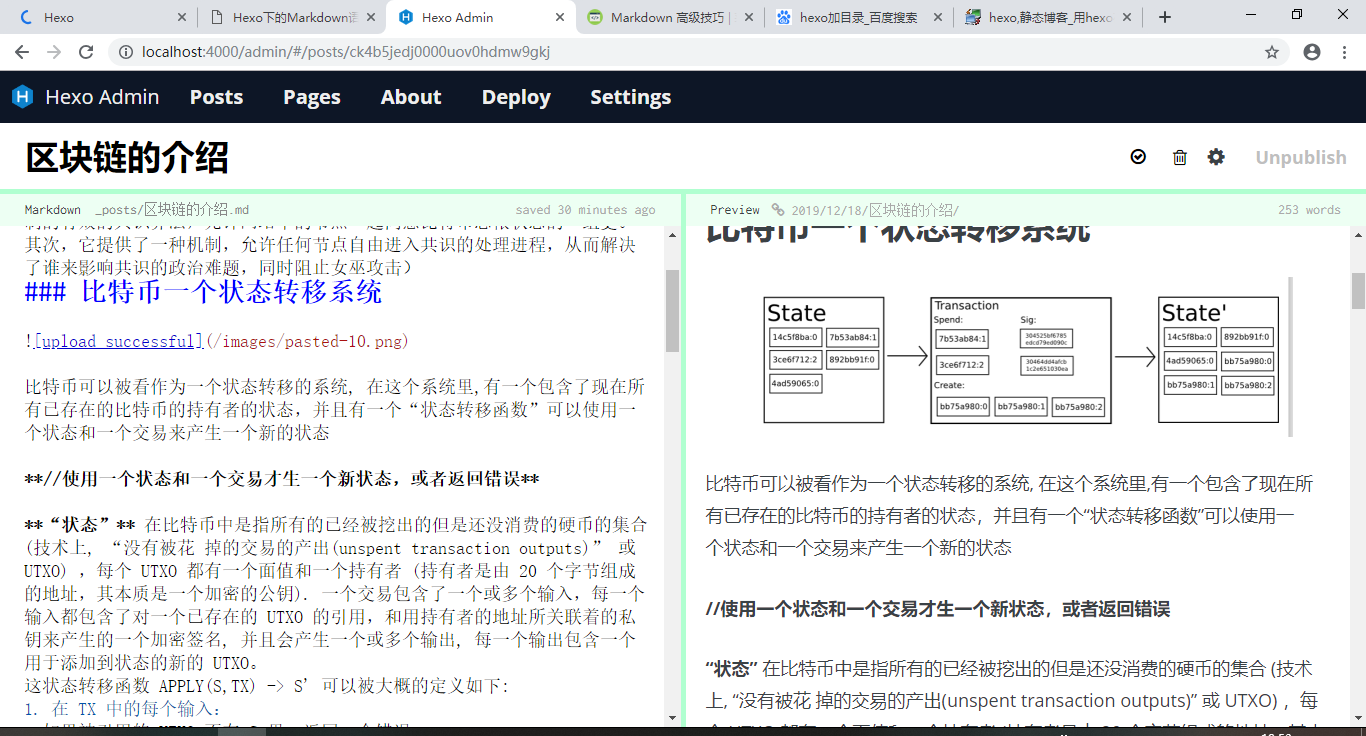 Hexo
Hexo下的Markdown语
Hexo Admin
Markdown 高级技巧 |
hexo加目录_百度搜索
hexo,静态博客_用hexo
localhost:4000/admin/#/posts/ck4b5jedj0000uov0hdmw9gkj
Hexo Admin Posts Pages About Deploy Settings
区块链的介绍
Unpublish
Markdown _posts/区块链的介绍.md saved 30 minutes ago
其次，它提供了一种机制，允许任何节点自由进入共识的处理进程，从而解决
了谁来影响共识的政治难题，同时阻止女巫攻击）
### 比特币一个状态转移系统
![upload successful](/images/pasted-10.png)
比特币可以被看作为一个状态转移的系统, 在这个系统里,有一个包含了现在所
有已存在的比特币的持有者的状态，并且有一个“状态转移函数”可以使用一
个状态和一个交易来产生一个新的状态
**//使用一个状态和一个交易才生一个新状态，或者返回错误**
**“状态”** 在比特币中是指所有的已经被挖出的但是还没消费的硬币的集合
(技术上, “没有被花 掉的交易的产出(unspent transaction outputs)” 或
UTXO) ，每个 UTXO 都有一个面值和一个持有者 (持有者是由 20 个字节组成
的地址，其本质是一个加密的公钥). 一个交易包含了一个或多个输入，每一个
输入都包含了对一个已存在的 UTXO 的引用，和用持有者的地址所关联着的私
钥来产生的一个加密签名, 并且会产生一个或多个输出, 每一个输出包含一个
用于添加到状态的新的 UTXO。
这状态转移函数 APPLY(S,TX) -> S' 可以被大概的定义如下:
1. 在 TX 中的每个输入：
Preview 2019/12/18/区块链的介绍/ 253 words
比特币一个状态转移系统
State
14c5f8ba:0 7b53ab84:1
3ce6f712:2 892bb91f:0
4ad59065:0
Transaction
Spend: Sig:
7b53ab84:1 304525bf6785
edcd79ed090c
3ce6f712:2 30464dd4afcb
1c2e651030ea
Create:
bb75a980:0 bb75a980:1 bb75a980:2
State'
14c5f8ba:0 892bb91f:0
4ad59065:0 bb75a980:0
bb75a980:1 bb75a980:2
比特币可以被看作为一个状态转移的系统, 在这个系统里,有一个包含了现在所
有已存在的比特币的持有者的状态，并且有一个“状态转移函数”可以使用一
个状态和一个交易来产生一个新的状态
//使用一个状态和一个交易才生一个新状态，或者返回错误
“状态” 在比特币中是指所有的已经被挖出的但是还没消费的硬币的集合 (技术
上, “没有被花 掉的交易的产出(unspent transaction outputs)” 或 UTXO) ，每